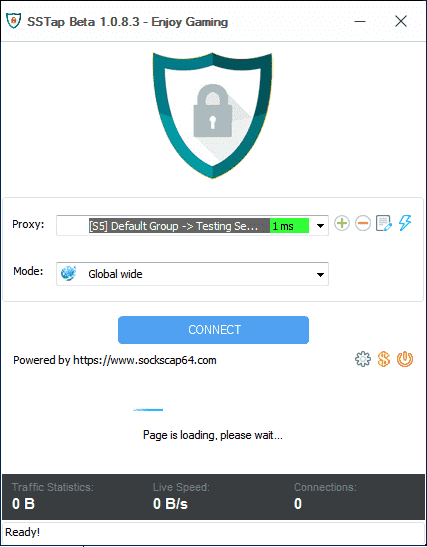 SSTap Beta 1.0.8.3 - Enjoy Gaming
Proxy: [S5] Default Group -> Testing Se... 1 ms
Mode: Global wide
CONNECT
Powered by https://www.sockscap64.com
Page is loading, please wait...
Traffic Statistics: Live Speed: Connections:
0 B 0 B/s 0
Ready!